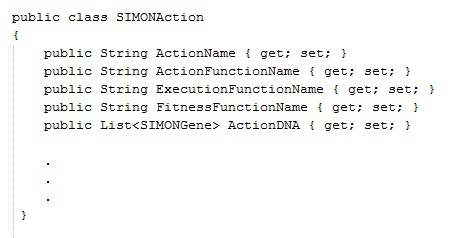 public class SIMONAction
{
public String ActionName { get; set; }
public String ActionFunctionName { get; set; }
public String ExecutionFunctionName { get; set; }
public String FitnessFunctionName { get; set; }
public List<SIMONGene> ActionDNA { get; set; }
.
.
.
}